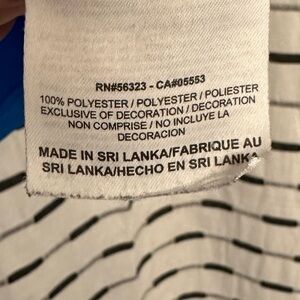 RN#56323 - CA#05553
100% POLYESTER / POLYESTER / POLIESTER
EXCLUSIVE OF DECORATION / DECORATION
NON COMPRISE / NO INCLUYE LA
DECORACION
MADE IN SRI LANKA/FABRIQUE AU
SRI LANKA/HECHO EN SRI LANKA